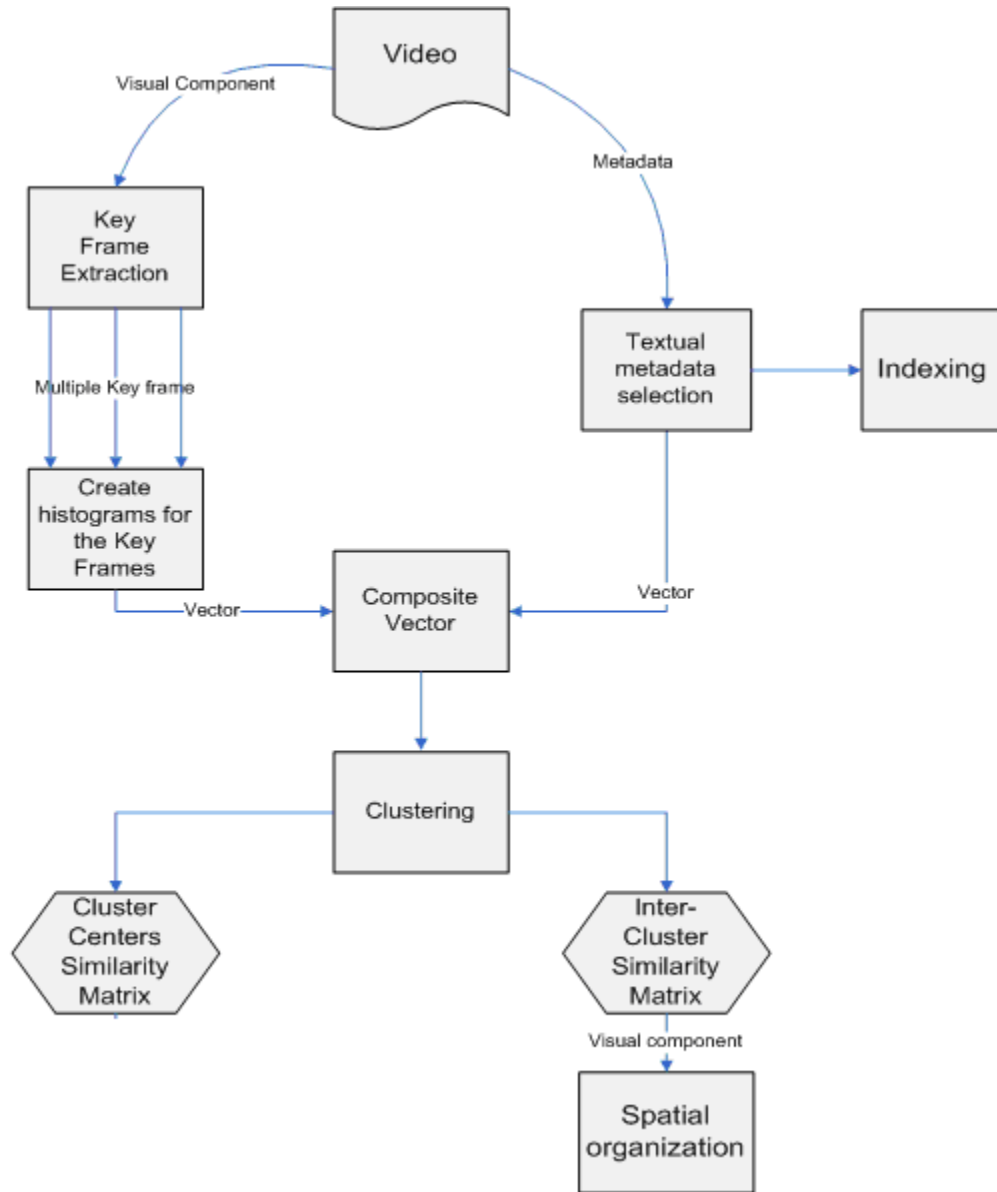 Video
Visual Component
Metadata
Key
Frame
Extraction
Textual
metadata
selection
Indexing
Multiple Key frame
Create
histograms for
the Key
Frames
Composite
Vector
Vector
Vector
Clustering
Cluster
Centers
Similarity
Matrix
Inter-
Cluster
Similarity
Matrix
Visual component
Spatial
organization